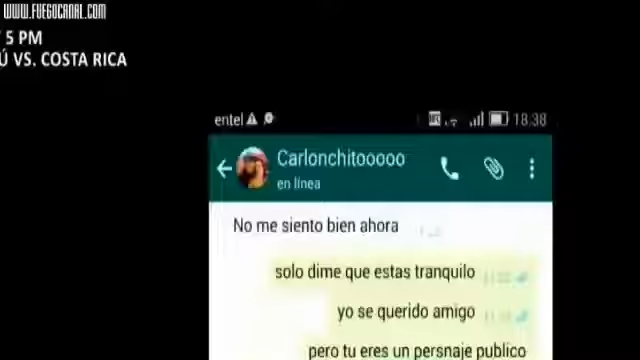 WWW.FUEGOCANAL.COM
5 PM
Ú VS. COSTA RICA
entel 18:38
Carlonchitooooo
en línea
No me siento bien ahora
solo dime que estas tranquilo
yo se querido amigo
pero tu eres un persnaje publico